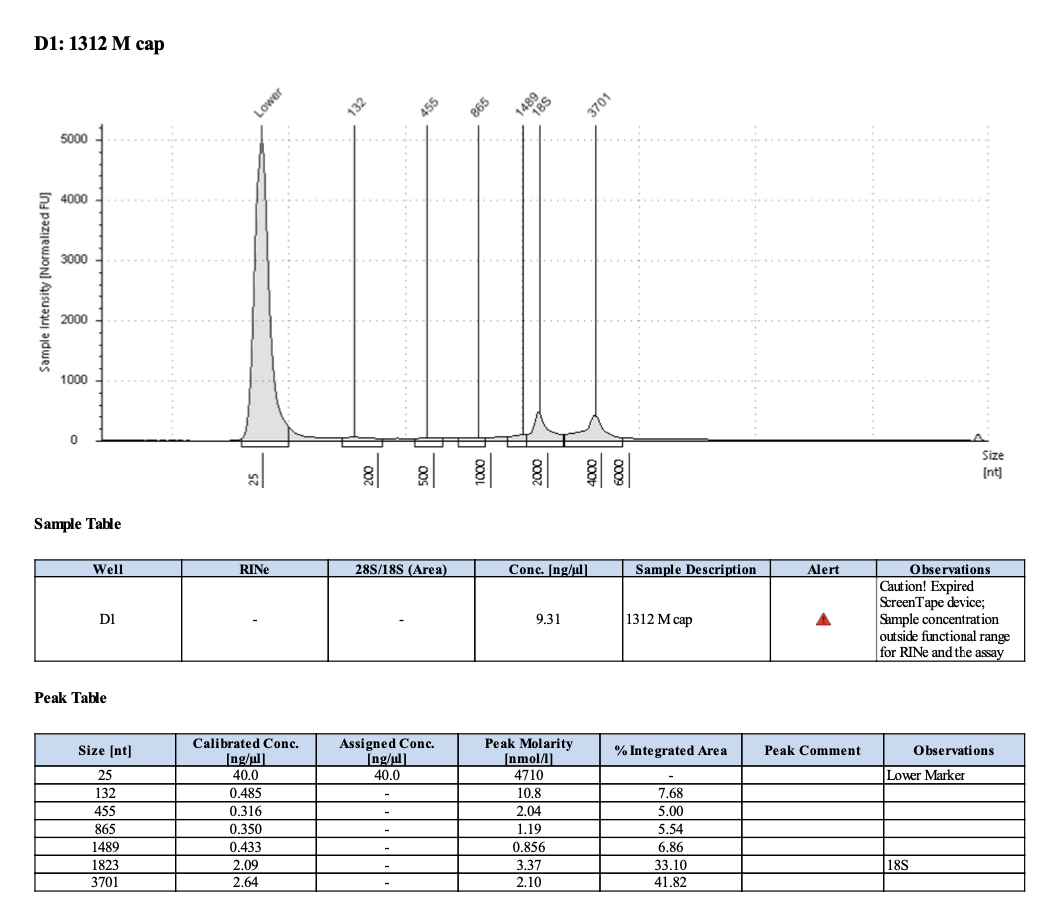 D1: 1312 M cap
Lower 132 455 865 1489 18S 3701
5000
4000
3000
2000
1000
0
Sample Intensity [Normalized FU]
25 200 500 1000 2000 4000 6000
Size
[nt]
Sample Table
Well RINe 28S/18S (Area) Conc. [ng/µl] Sample Description Alert Observations
D1 - - 9.31 1312 M cap
Caution! Expired
ScreenTape device;
Sample concentration
outside functional range
for RINe and the assay
Peak Table
Size [nt] Calibrated Conc. [ng/µl] Assigned Conc. [ng/µl] Peak Molarity [nmol/l] % Integrated Area Peak Comment Observations
25 40.0 40.0 4710 - Lower Marker
132 0.485 - 10.8 7.68
455 0.316 - 2.04 5.00
865 0.350 - 1.19 5.54
1489 0.433 - 0.856 6.86
1823 2.09 - 3.37 33.10 18S
3701 2.64 - 2.10 41.82